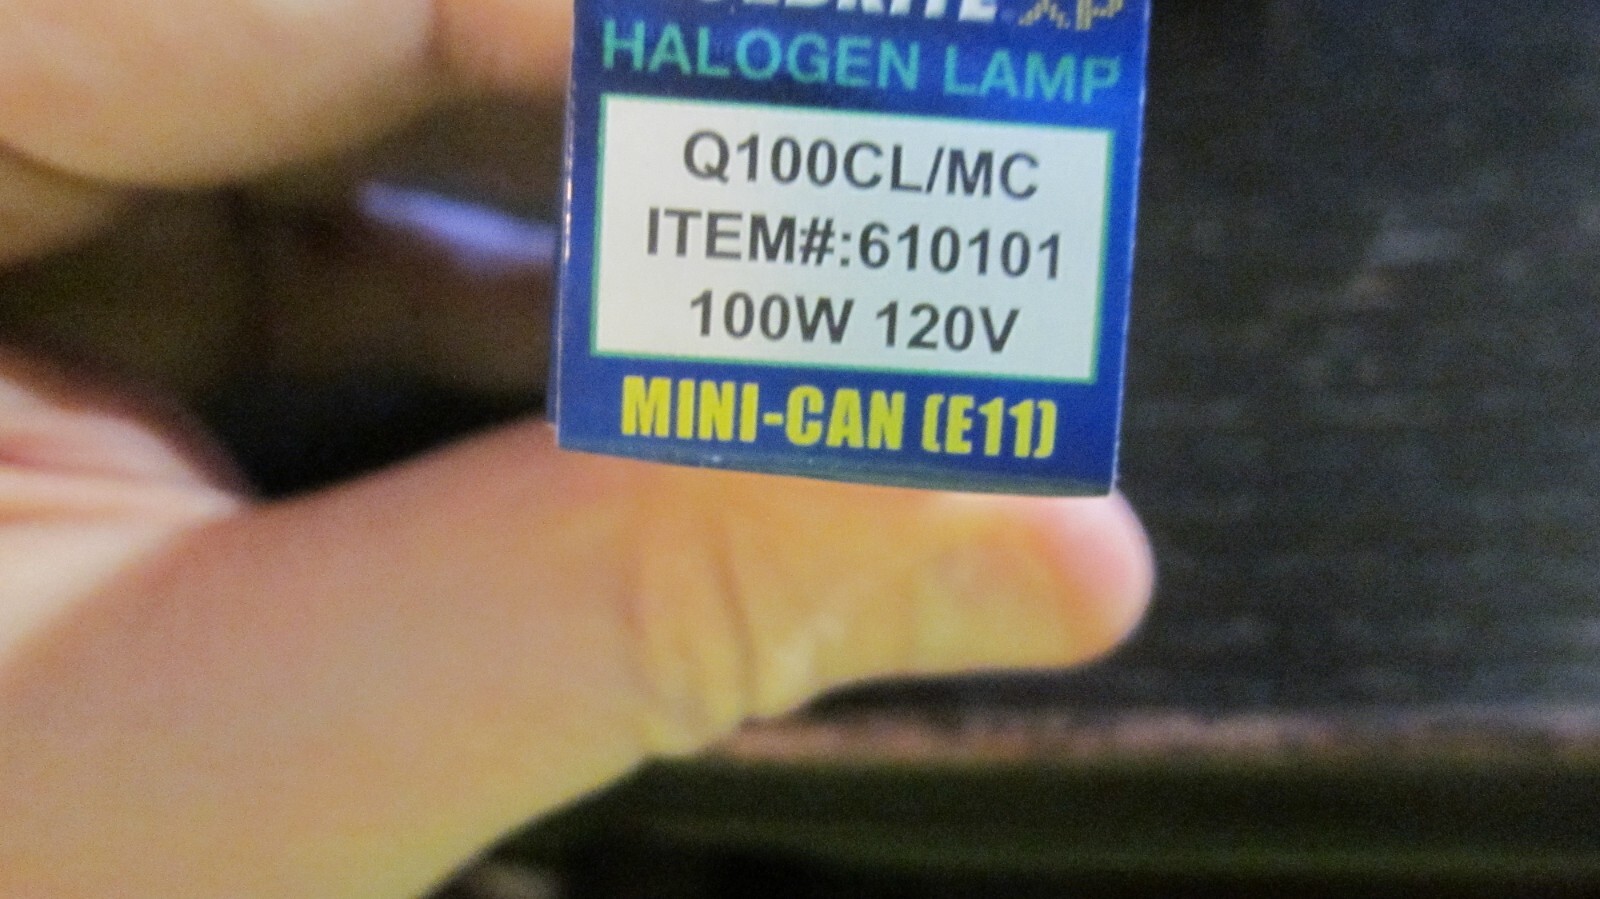 HALOGEN LAMP
Q100CL/MC
ITEM#:610101
100W 120V
MINI-CAN (E11)